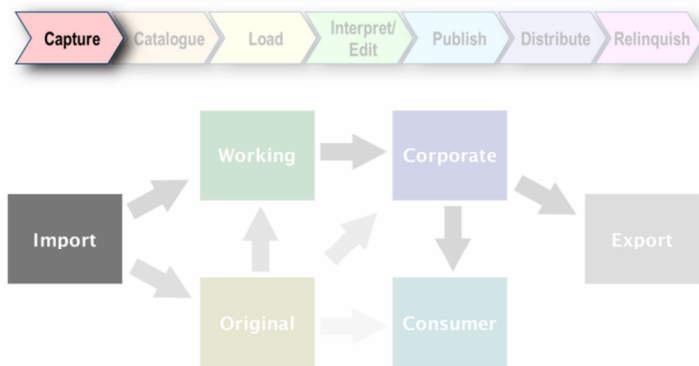 Capture
Catalogue
Load
Interpret/
Edit
Publish
Distribute
Relinquish
Working
Corporate
Import
Export
Original
Consumer